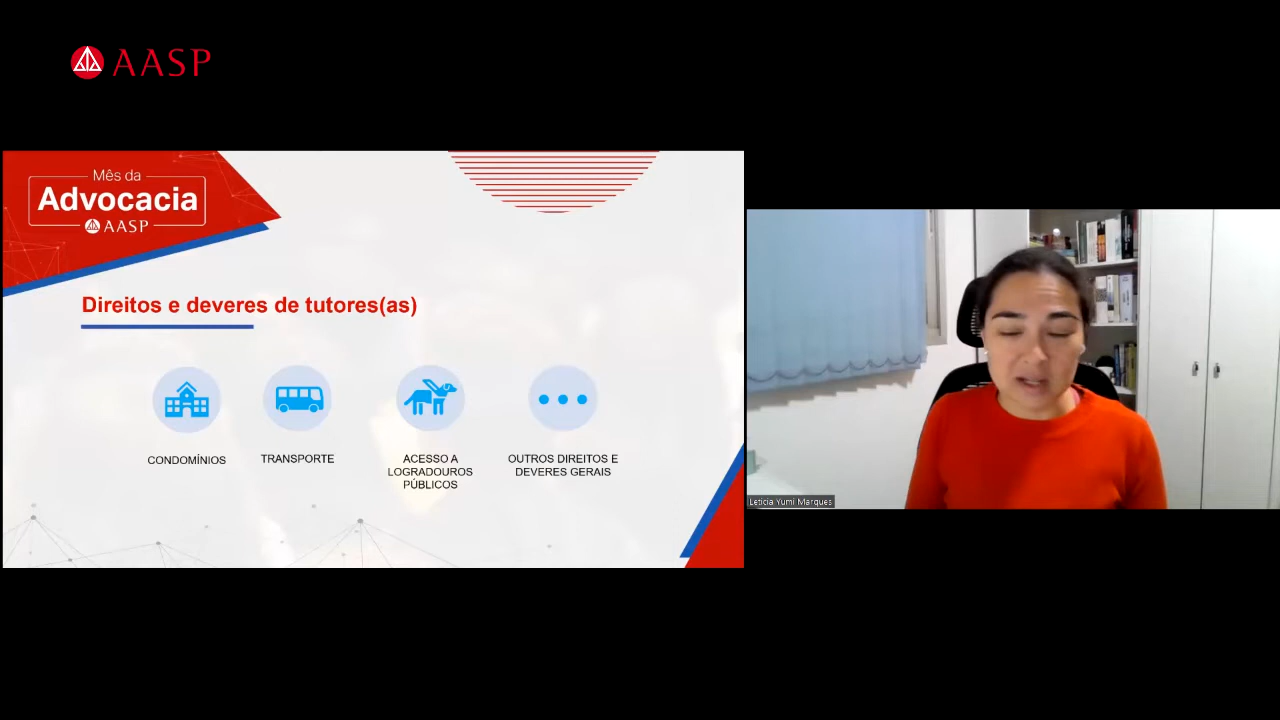 AASP
Mês da
Advocacia
AASP
Direitos e deveres de tutores(as)
CONDOMÍNIOS
TRANSPORTE
ACESSO A
LOGRADOUROS
PÚBLICOS
OUTROS DIREITOS E
DEVERES GERAIS
Leticia Yumi Marques